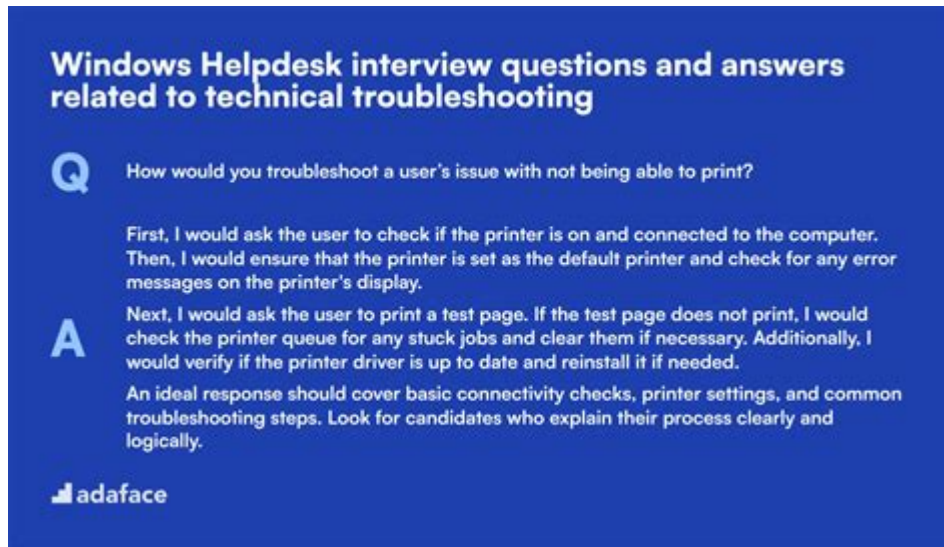 Windows Helpdesk interview questions and answers
related to technical troubleshooting
Q
How would you troubleshoot a user's issue with not being able to print?
A
First, I would ask the user to check if the printer is on and connected to the computer.
Then, I would ensure that the printer is set as the default printer and check for any error
messages on the printer's display.
Next, I would ask the user to print a test page. If the test page does not print, I would
check the printer queue for any stuck jobs and clear them if necessary. Additionally, I
would verify if the printer driver is up to date and reinstall it if needed.
An ideal response should cover basic connectivity checks, printer settings, and common
troubleshooting steps. Look for candidates who explain their process clearly and
logically.
adaface